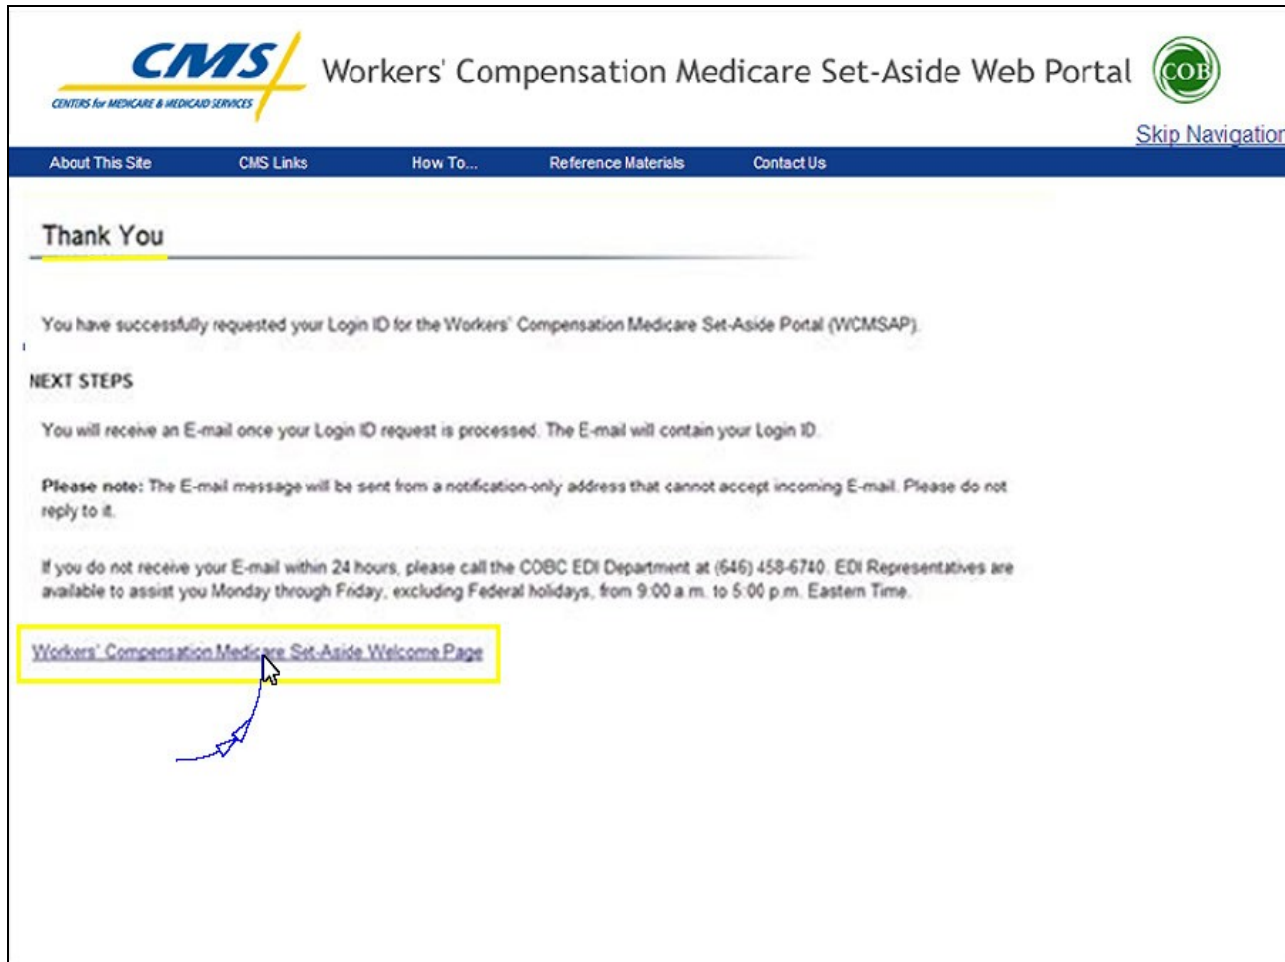 CMS
CENTERS for MEDICARE & MEDICAID SERVICES
Workers' Compensation Medicare Set-Aside Web Portal
COB
Skip Navigation
About This Site CMS Links How To... Reference Materials Contact Us
Thank You
You have successfully requested your Login ID for the Workers' Compensation Medicare Set-Aside Portal (WCMSAP).
NEXT STEPS
You will receive an E-mail once your Login ID request is processed. The E-mail will contain your Login ID.
Please note: The E-mail message will be sent from a notification-only address that cannot accept incoming E-mail. Please do not
reply to it.
If you do not receive your E-mail within 24 hours, please call the COBC EDI Department at (646) 458-6740. EDI Representatives are
available to assist you Monday through Friday, excluding Federal holidays, from 9:00 a.m. to 5:00 p.m. Eastern Time.
Workers' Compensation Medicare Set-Aside Welcome Page